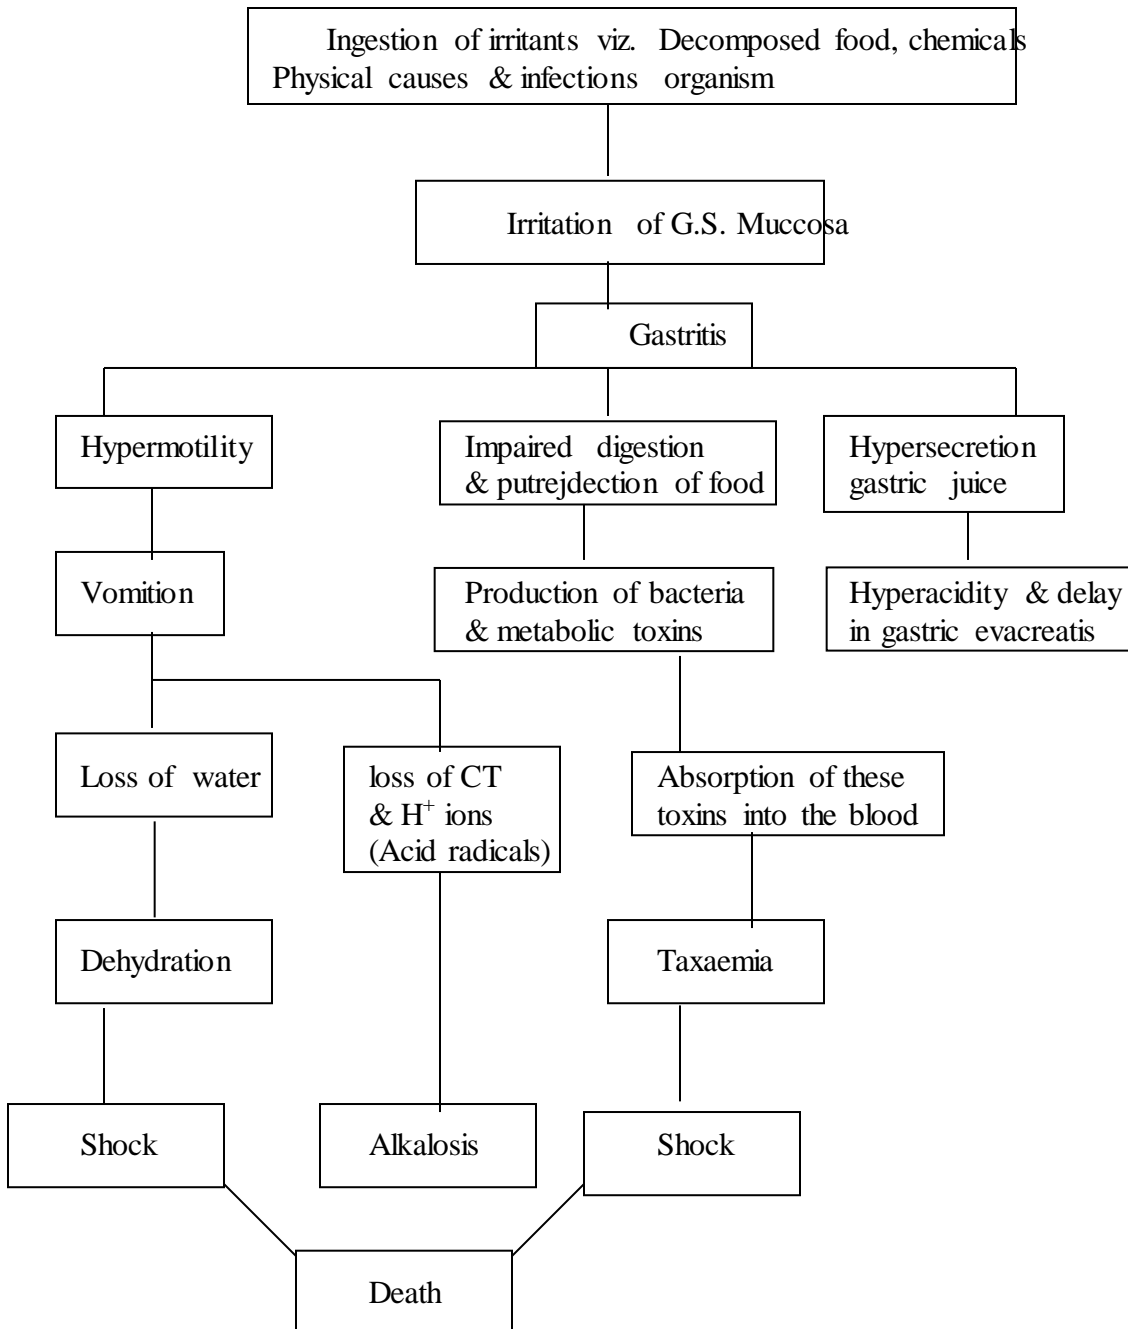 Ingestion of irritants viz. Decomposed food, chemicals
Physical causes & infections organism
Irritation of G.S. Muccosa
Gastritis
Hypermotility
Impaired digestion
& putrejdection of food
Hypersecretion
gastric juice
Vomition
Production of bacteria
& metabolic toxins
Hyperacidity & delay
in gastric evacreatis
Loss of water
loss of CT
& H⁺ ions
(Acid radicals)
Absorption of these
toxins into the blood
Dehydration
Taxaemia
Shock
Alkalosis
Shock
Death